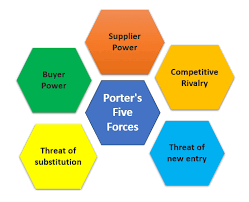 Supplier
Power
Buyer
Power
Competitive
Rivalry
Porter's
Five
Forces
Threat of
substitution
Threat of
new entry